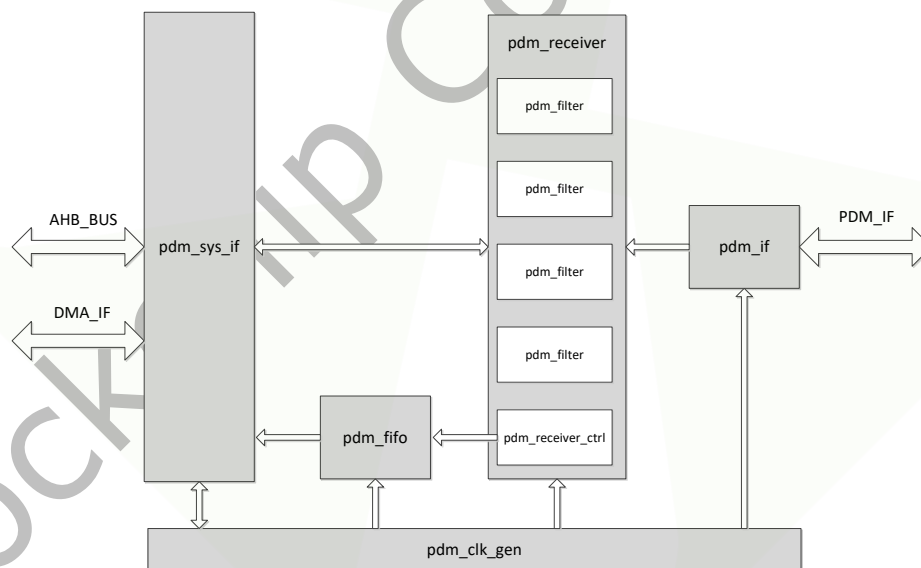 pdm_receiver
pdm_filter
pdm_filter
AHB_BUS
pdm_sys_if
PDM_IF
pdm_if
pdm_filter
DMA_IF
pdm_filter
pdm_fifo
pdm_receiver_ctrl
pdm_clk_gen